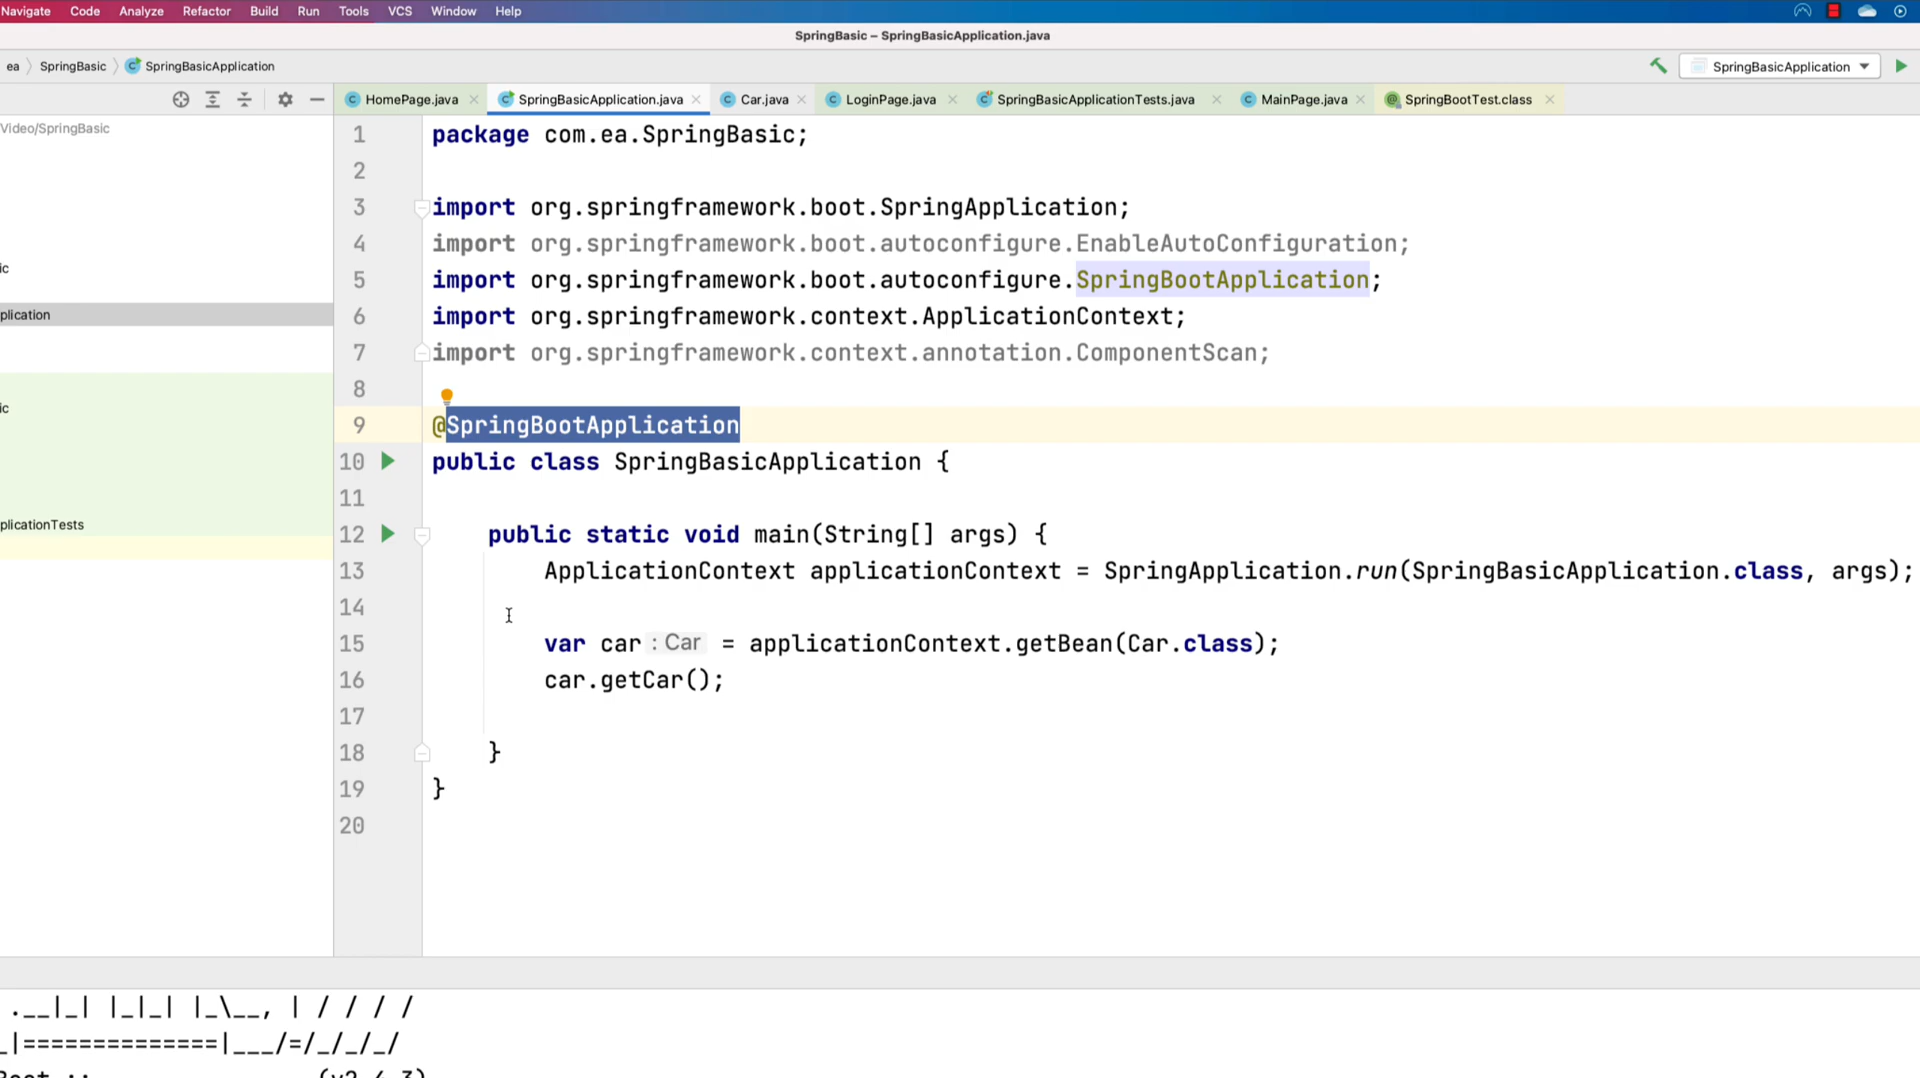 Navigate Code Analyze Refactor Build Run Tools VCS Window Help
SpringBasic – SpringBasicApplication.java
ea SpringBasic SpringBasicApplication
SpringBasicApplication
HomePage.java SpringBasicApplication.java Car.java LoginPage.java SpringBasicApplicationTests.java MainPage.java SpringBootTest.class
Video/SpringBasic
ic
plication
ic
plicationTests
1 package com.ea.SpringBasic;
2
3 import org.springframework.boot.SpringApplication;
4 import org.springframework.boot.autoconfigure.EnableAutoConfiguration;
5 import org.springframework.boot.autoconfigure.SpringBootApplication;
6 import org.springframework.context.ApplicationContext;
7 import org.springframework.context.annotation.ComponentScan;
8
9 @SpringBootApplication
10 public class SpringBasicApplication {
11
12 public static void main(String[] args) {
13 ApplicationContext applicationContext = SpringApplication.run(SpringBasicApplication.class, args);
14
15 var car : Car = applicationContext.getBean(Car.class);
16 car.getCar();
17
18 }
19 }
20
.__|_| |_|_| |_\__, | / / / /
_|==============|___/=/_/_/_/